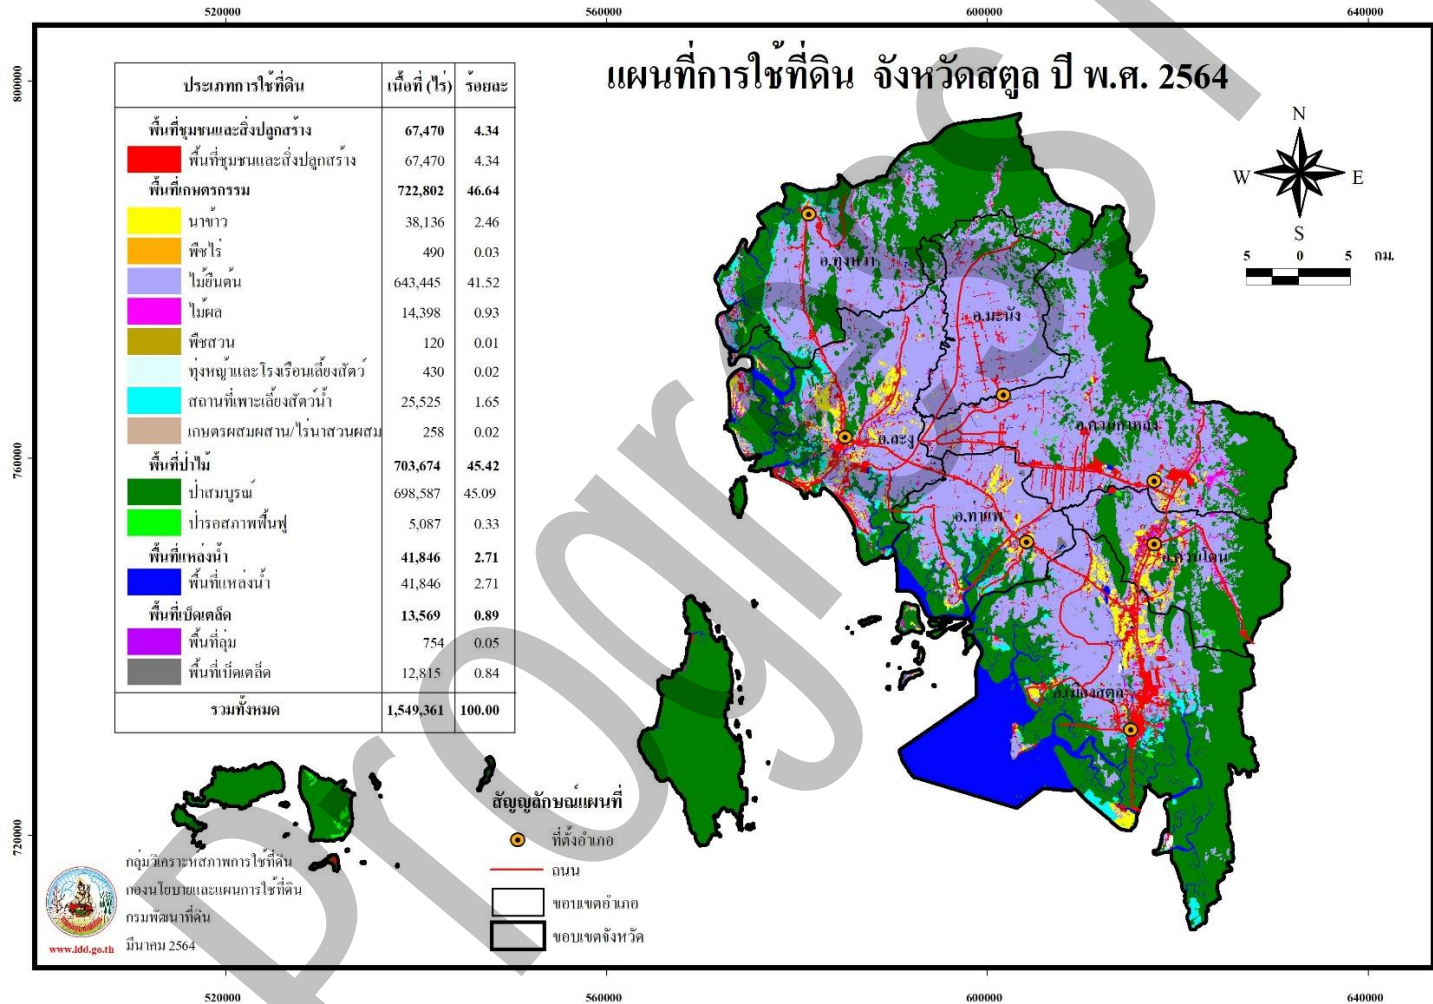 520000 560000 600000 640000
แผนที่การใช้ที่ดิน จังหวัดสตูล ปี พ.ศ. 2564
ประเภทการใช้ที่ดิน เนื้อที่ (ไร่) ร้อยละ
พื้นที่ชุมชนและสิ่งปลูกสร้าง 67,470 4.34
พื้นที่ชุมชนและสิ่งปลูกสร้าง 67,470 4.34
พื้นที่เกษตรกรรม 722,802 46.64
นาข้าว 38,136 2.46
พืชไร่ 490 0.03
ไม้ยืนต้น 643,445 41.52
ไม้ผล 14,398 0.93
พืชสวน 120 0.01
ทุ่งหญ้าและโรงเรือนเลี้ยงสัตว์ 430 0.02
สถานที่เพาะเลี้ยงสัตว์น้ำ 25,525 1.65
เกษตรผสมผสาน/ไร่นาสวนผสม 258 0.02
พื้นที่ป่าไม้ 703,674 45.42
ป่าสมบูรณ์ 698,587 45.09
ป่ารอสภาพฟื้นฟู 5,087 0.33
พื้นที่แหล่งน้ำ 41,846 2.71
พื้นที่แหล่งน้ำ 41,846 2.71
พื้นที่เบ็ดเตล็ด 13,569 0.89
พื้นที่ลุ่ม 754 0.05
พื้นที่เบ็ดเตล็ด 12,815 0.84
รวมทั้งหมด 1,549,361 100.00
N
W E
S
5 0 5 กม.
อ.ทุ่งหว้า
อ.มะนัง
อ.ควนกาหลง
อ.ละงู
อ.ท่าแพ
อ.ควนโดน
อ.เมืองสตูล
800000
760000
720000
สัญญลักษณ์แผนที่
ที่ตั้งอำเภอ
ถนน
ขอบเขตอำเภอ
ขอบเขตจังหวัด
กลุ่มวิเคราะห์สภาพการใช้ที่ดิน
กองนโยบายและแผนการใช้ที่ดิน
กรมพัฒนาที่ดิน
มีนาคม 2564
www.ldd.go.th
520000 560000 600000 640000